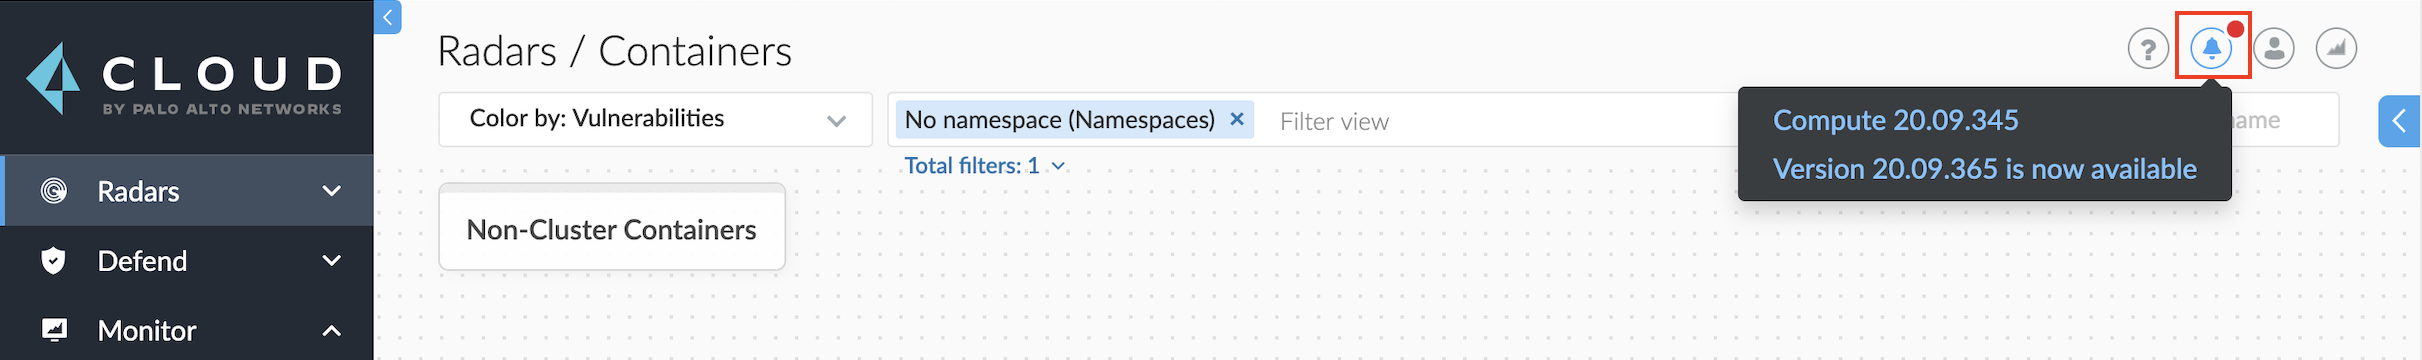 CLOUD
BY PALO ALTO NETWORKS
Radars
Defend
Monitor
Radars / Containers
?
Color by: Vulnerabilities
No namespace (Namespaces) ×
Filter view
Total filters: 1
Non-Cluster Containers
Compute 20.09.345
Version 20.09.365 is now available